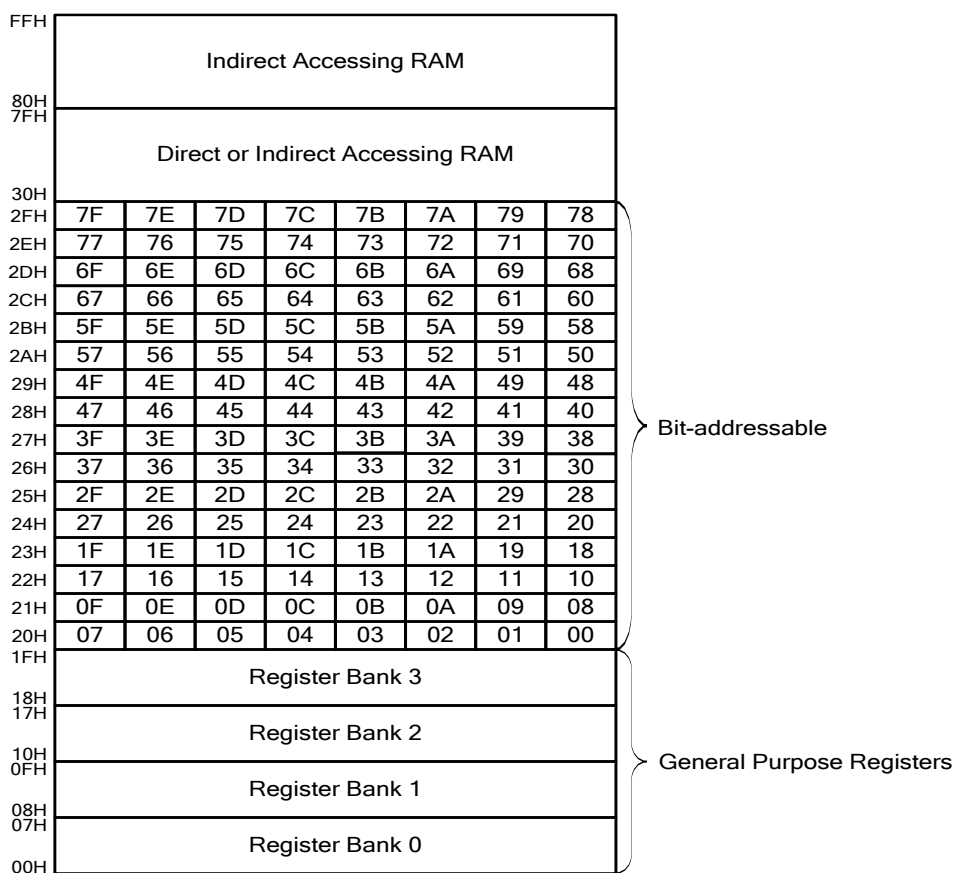 FFH
Indirect Accessing RAM
80H
7FH
Direct or Indirect Accessing RAM
30H
2FH 7F 7E 7D 7C 7B 7A 79 78
2EH 77 76 75 74 73 72 71 70
2DH 6F 6E 6D 6C 6B 6A 69 68
2CH 67 66 65 64 63 62 61 60
2BH 5F 5E 5D 5C 5B 5A 59 58
2AH 57 56 55 54 53 52 51 50
29H 4F 4E 4D 4C 4B 4A 49 48
28H 47 46 45 44 43 42 41 40
Bit-addressable
27H 3F 3E 3D 3C 3B 3A 39 38
26H 37 36 35 34 33 32 31 30
25H 2F 2E 2D 2C 2B 2A 29 28
24H 27 26 25 24 23 22 21 20
23H 1F 1E 1D 1C 1B 1A 19 18
22H 17 16 15 14 13 12 11 10
21H 0F 0E 0D 0C 0B 0A 09 08
20H 07 06 05 04 03 02 01 00
1FH
Register Bank 3
18H
17H
Register Bank 2
10H
General Purpose Registers
0FH
Register Bank 1
08H
07H
Register Bank 0
00H